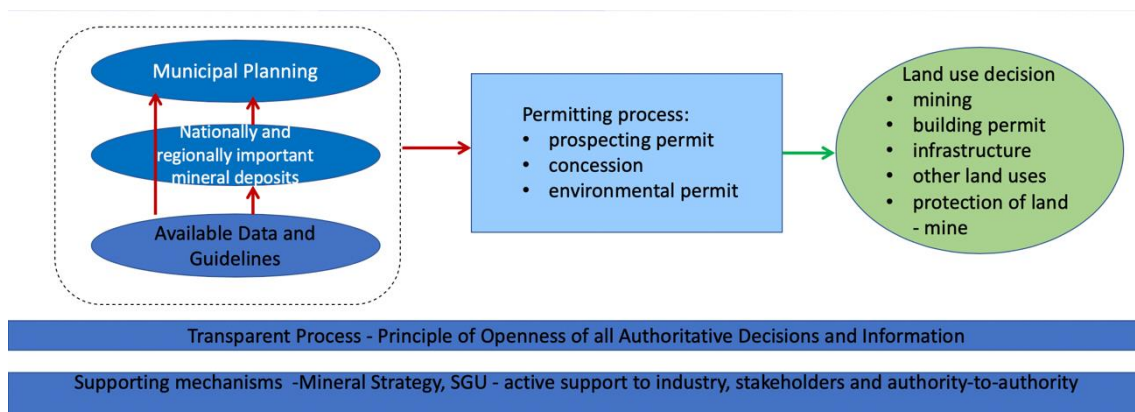 Municipal Planning
Nationally and
regionally important
mineral deposits
Available Data and
Guidelines
Permitting process:
• prospecting permit
• concession
• environmental permit
Land use decision
• mining
• building permit
• infrastructure
• other land uses
• protection of land
- mine
Transparent Process - Principle of Openness of all Authoritative Decisions and Information
Supporting mechanisms -Mineral Strategy, SGU - active support to industry, stakeholders and authority-to-authority